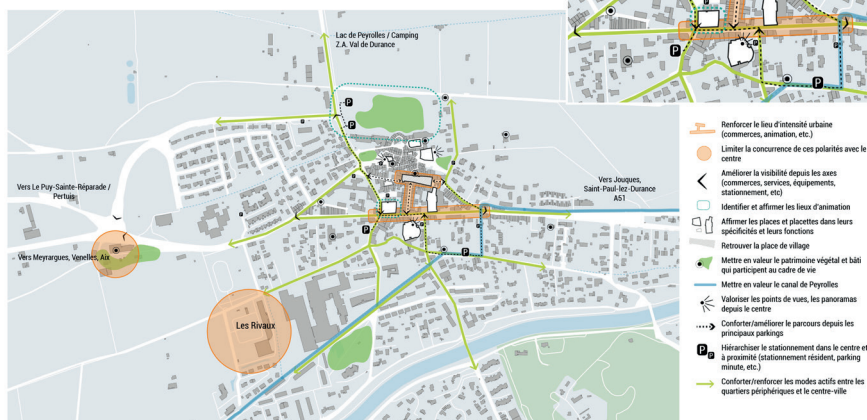 Lac de Peyrolles / Camping
Z.A. Val de Durance
Vers Le Puy-Sainte-Réparade /
Pertuis
Vers Jouques,
Saint-Paul-lez-Durance
A51
Vers Meyrargues, Venelles, Aix
Les Rivaux
P
P
P
P
P
Renforcer le lieu d'intensité urbaine
(commerces, animation, etc.)
Limiter la concurrence de ces polarités avec le
centre
Améliorer la visibilité depuis les axes
(commerces, services, équipements,
stationnement, etc)
Identifier et affirmer les lieux d'animation
Affirmer les places et placettes dans leurs
spécificités et leurs fonctions
Retrouver la place de village
Mettre en valeur le patrimoine végétal et bâti
qui participent au cadre de vie
Mettre en valeur le canal de Peyrolles
Valoriser les points de vues, les panoramas
depuis le centre
Conforter/améliorer le parcours depuis les
principaux parkings
P P
Hiérarchiser le stationnement dans le centre et
à proximité (stationnement résident, parking
minute, etc.)
Conforter/renforcer les modes actifs entre les
quartiers périphériques et le centre-ville